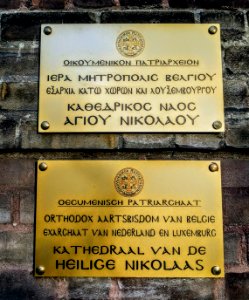 ΟΙΚΟΥΜΕΝΙΚΟΝ ΠΑΤΡΙΑΡΧΕΙΟΝ
ΙΕΡΑ ΜΗΤΡΟΠΟΛΙΣ ΒΕΛΓΙΟΥ
ΕΞΑΡΧΙΑ ΚΑΤΩ ΧΩΡΩΝ ΚΑΙ ΛΟΥΞΕΜΒΟΥΡΓΟΥ
ΚΑΘΕΔΡΙΚΟΣ ΝΑΟΣ
ΑΓΙΟΥ ΝΙΚΟΛΑΟΥ
OECUMENISCH PATRIARCHAAT
ORTHODOX AARTSBISDOM VAN BELGIE
EXARCHAAT VAN NEDERLAND EN LUXEMBURG
KATHEDRAAL VAN DE
HEILIGE NIKOLAAS